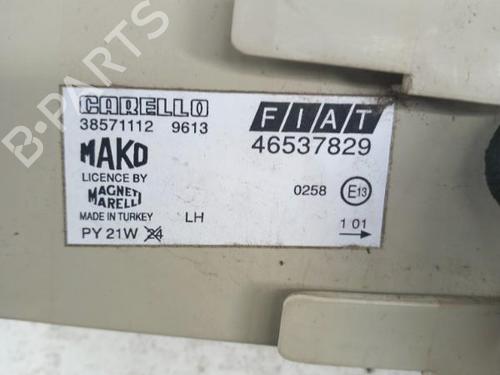 CARELLO
38571112 9613
FIAT
46537829
MAKO
LICENCE BY
MAGNETI
MARELLI
MADE IN TURKEY LH
PY 21W 24
0258 E13
1 01
B-PARTS